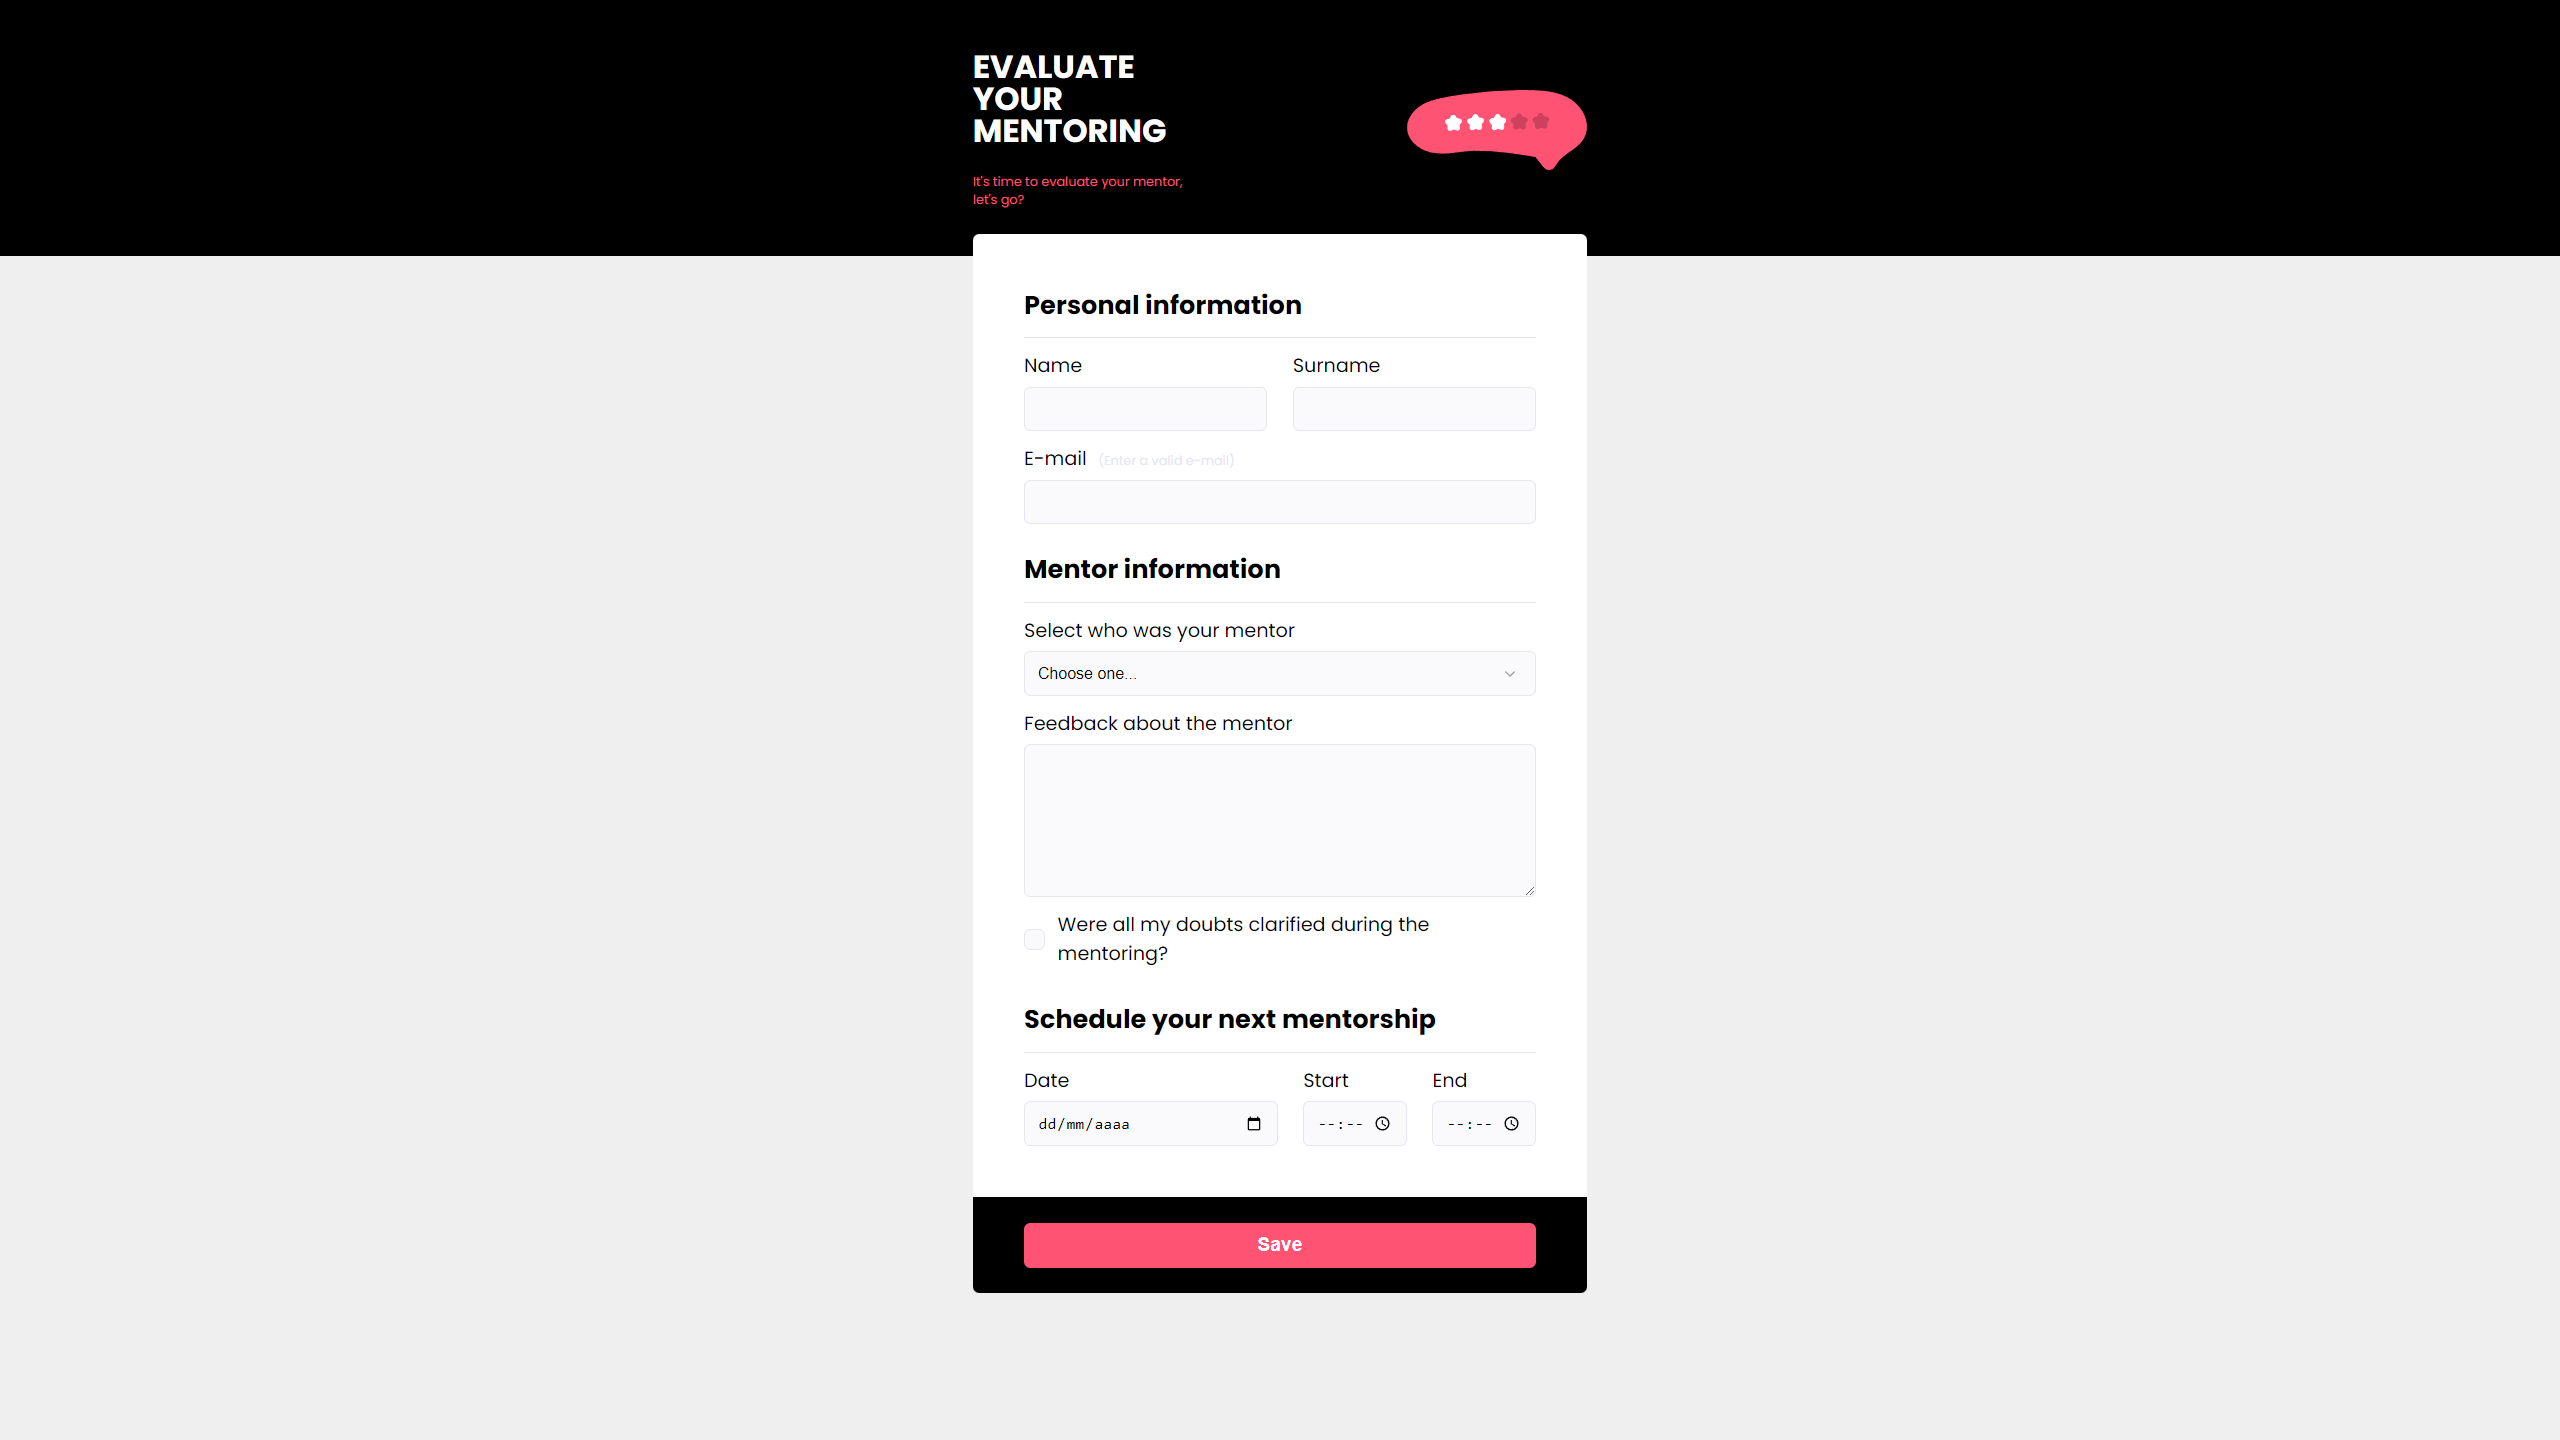 EVALUATE
YOUR
MENTORING
It's time to evaluate your mentor,
let's go?
Personal information
Name
Surname
E-mail (Enter a valid e-mail)
Mentor information
Select who was your mentor
Choose one...
Feedback about the mentor
Were all my doubts clarified during the
mentoring?
Schedule your next mentorship
Date
Start
End
dd/mm/aaaa
--:--
--:--
Save